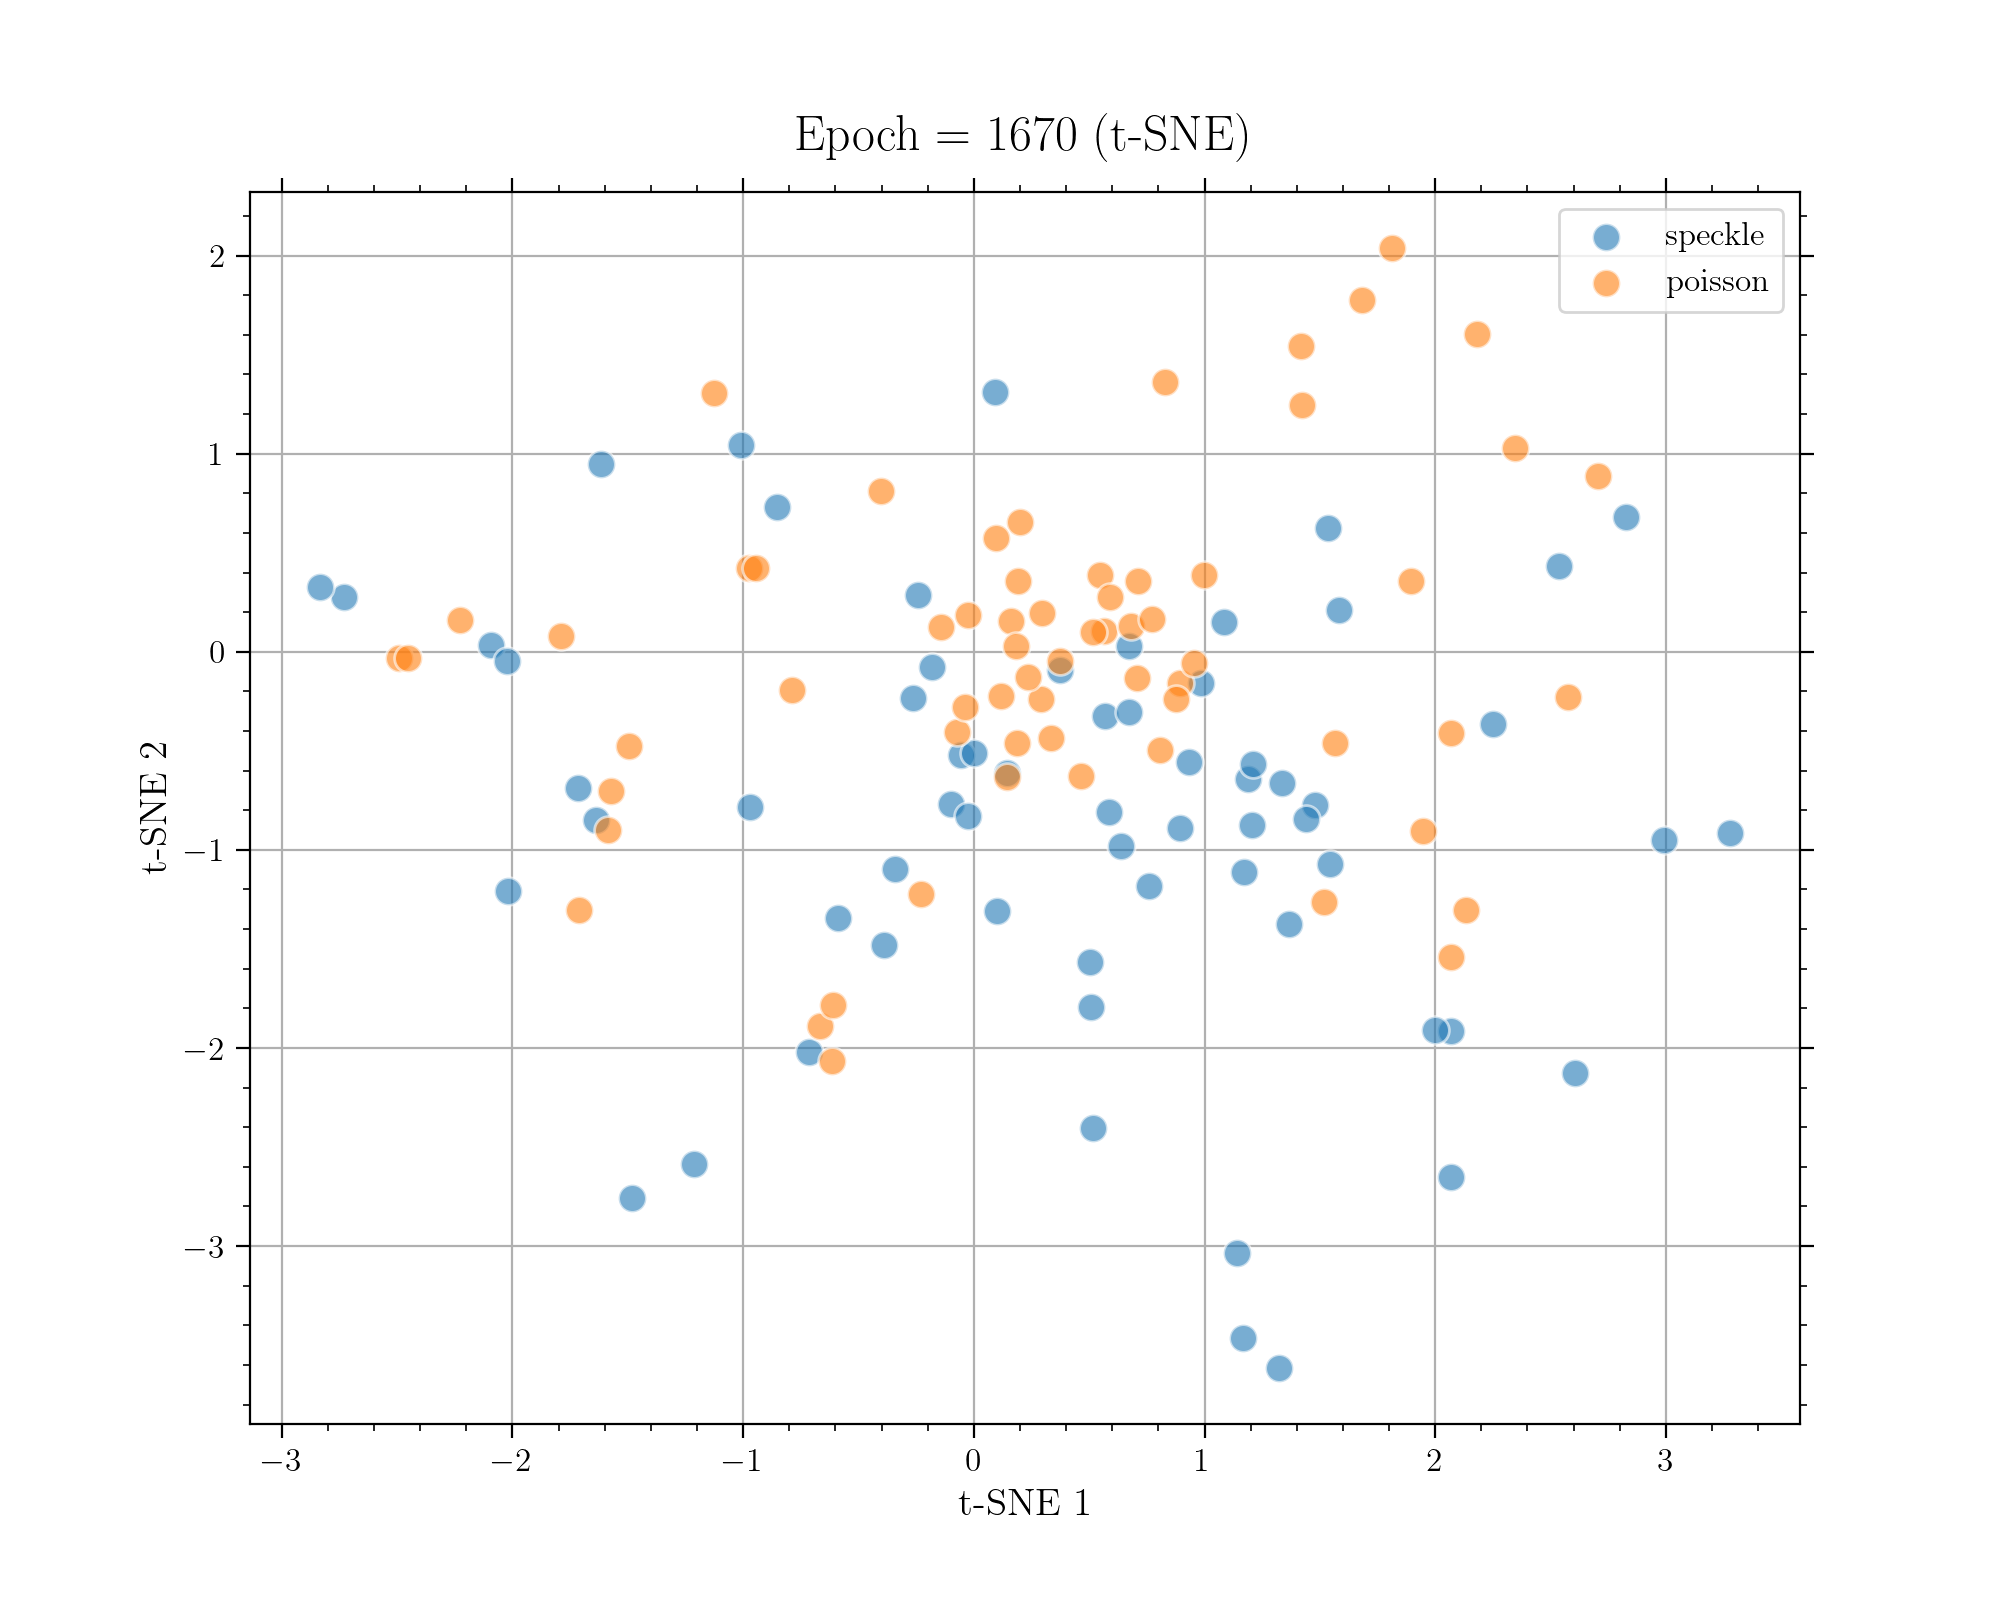 Epoch = 1670 (t-SNE)
speckle
poisson
2
1
0
−1
−2
−3
t-SNE 2
−3
−2
−1
0
1
2
3
t-SNE 1